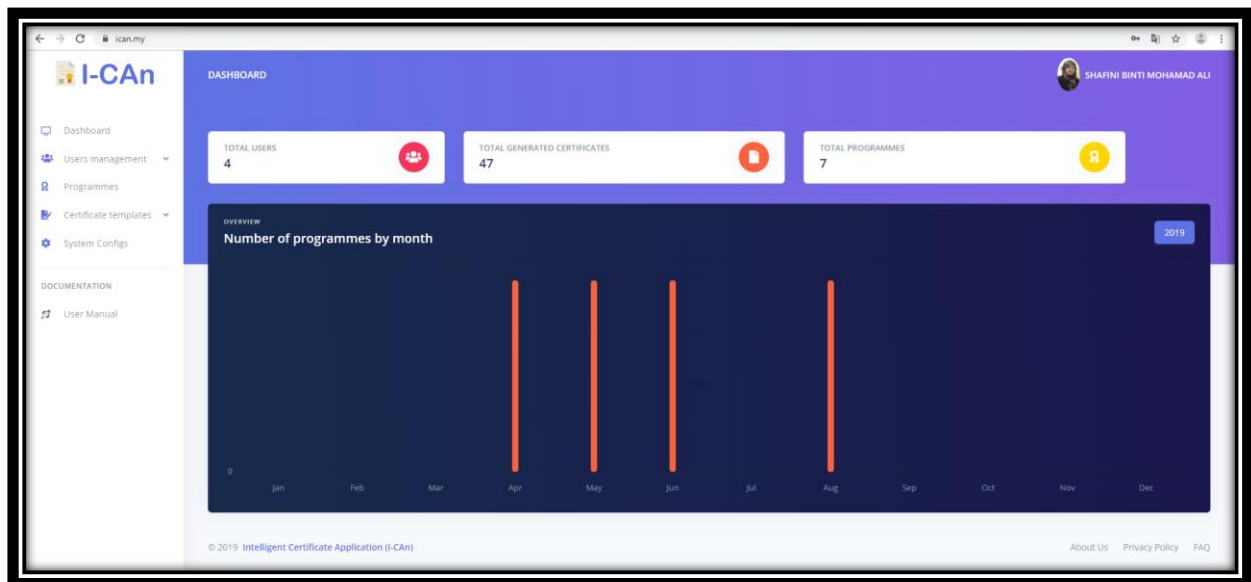 ican.my
I-CAn
DASHBOARD
SHAFINI BINTI MOHAMAD ALI
Dashboard
Users management
Programmes
Certificate templates
System Configs
DOCUMENTATION
User Manual
TOTAL USERS
4
TOTAL GENERATED CERTIFICATES
47
TOTAL PROGRAMMES
7
OVERVIEW
Number of programmes by month
2019
0
Jan Feb Mar Apr May Jun Jul Aug Sep Oct Nov Dec
© 2019 Intelligent Certificate Application (I-CAn)
About Us Privacy Policy FAQ